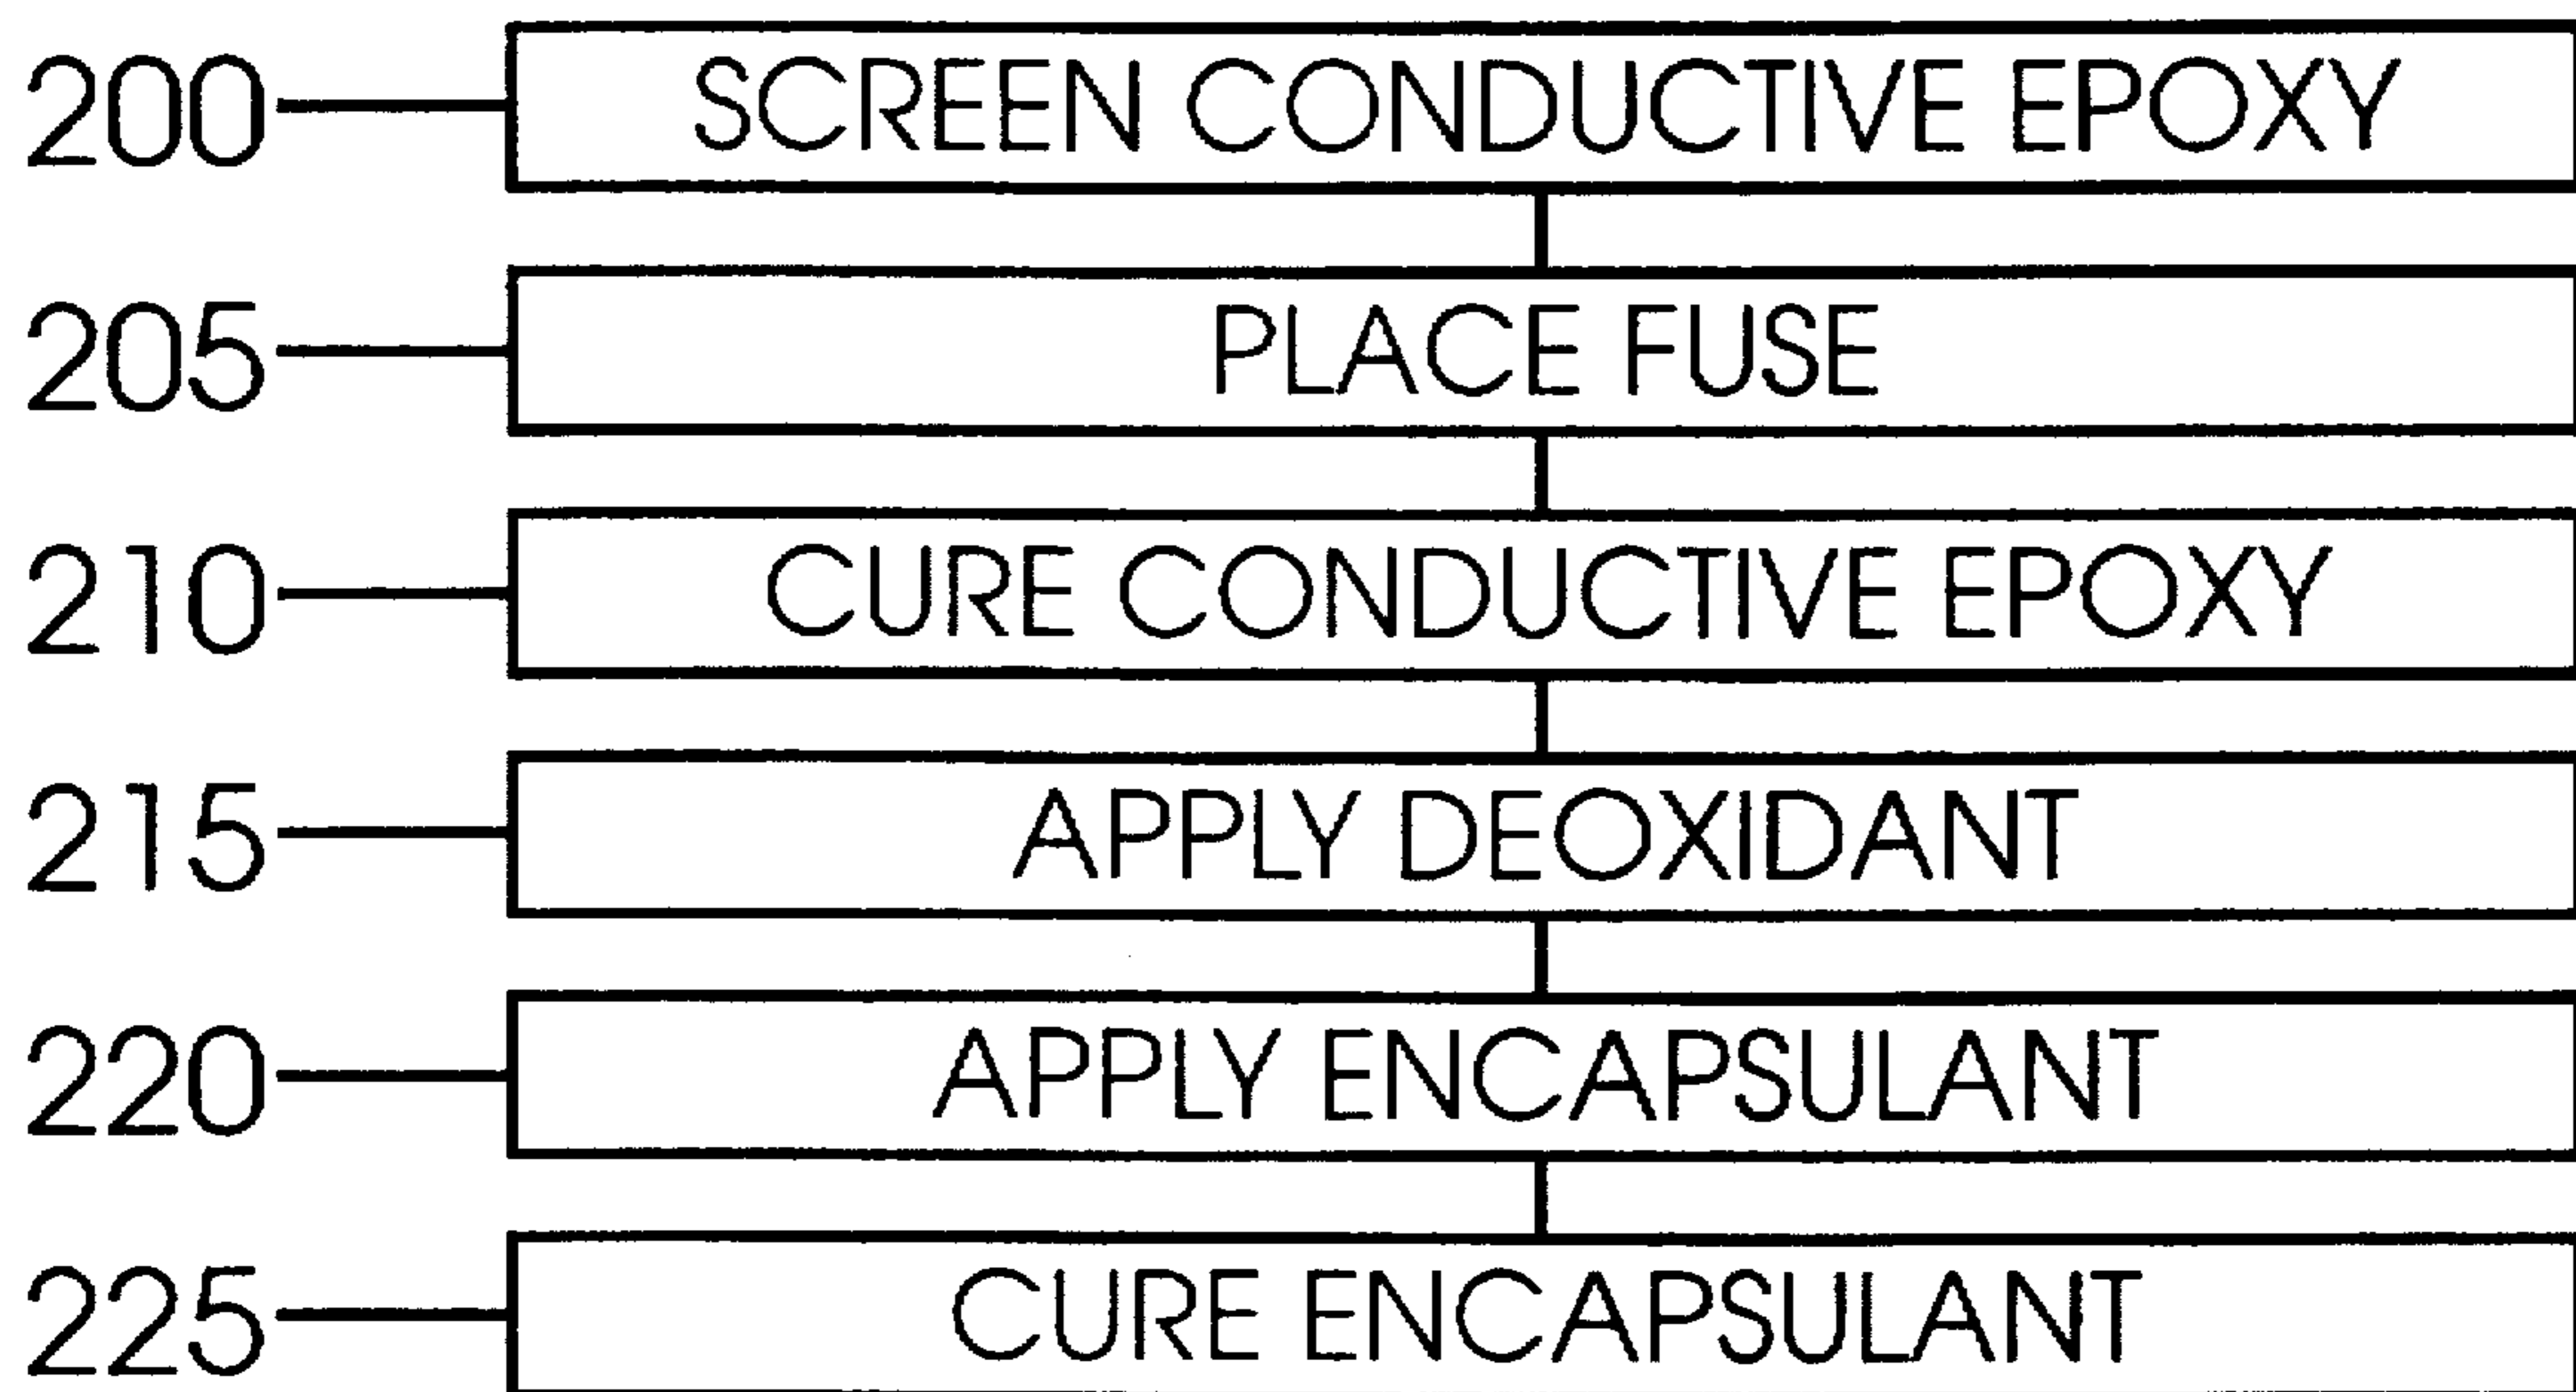 200 SCREEN CONDUCTIVE EPOXY
205 PLACE FUSE
210 CURE CONDUCTIVE EPOXY
215 APPLY DEOXIDANT
220 APPLY ENCAPSULANT
225 CURE ENCAPSULANT